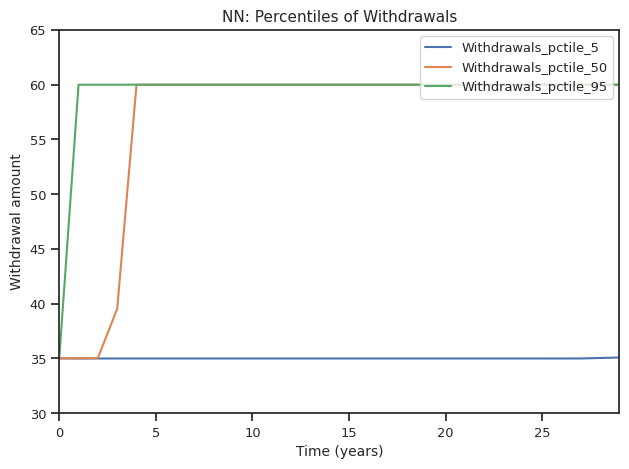 NN: Percentiles of Withdrawals
65
60
55
50
45
40
35
30
Withdrawal amount
Withdrawals_pctile_5
Withdrawals_pctile_50
Withdrawals_pctile_95
0
5
10
15
20
25
Time (years)